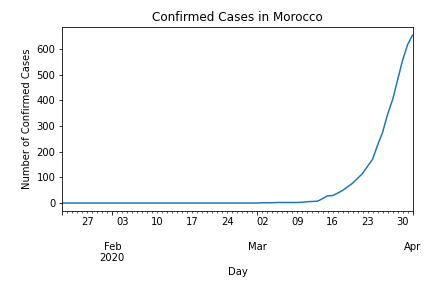 Confirmed Cases in Morocco
Number of Confirmed Cases
600
500
400
300
200
100
0
27 03 10 17 24 02 09 16 23 30
Feb Mar Apr
2020
Day